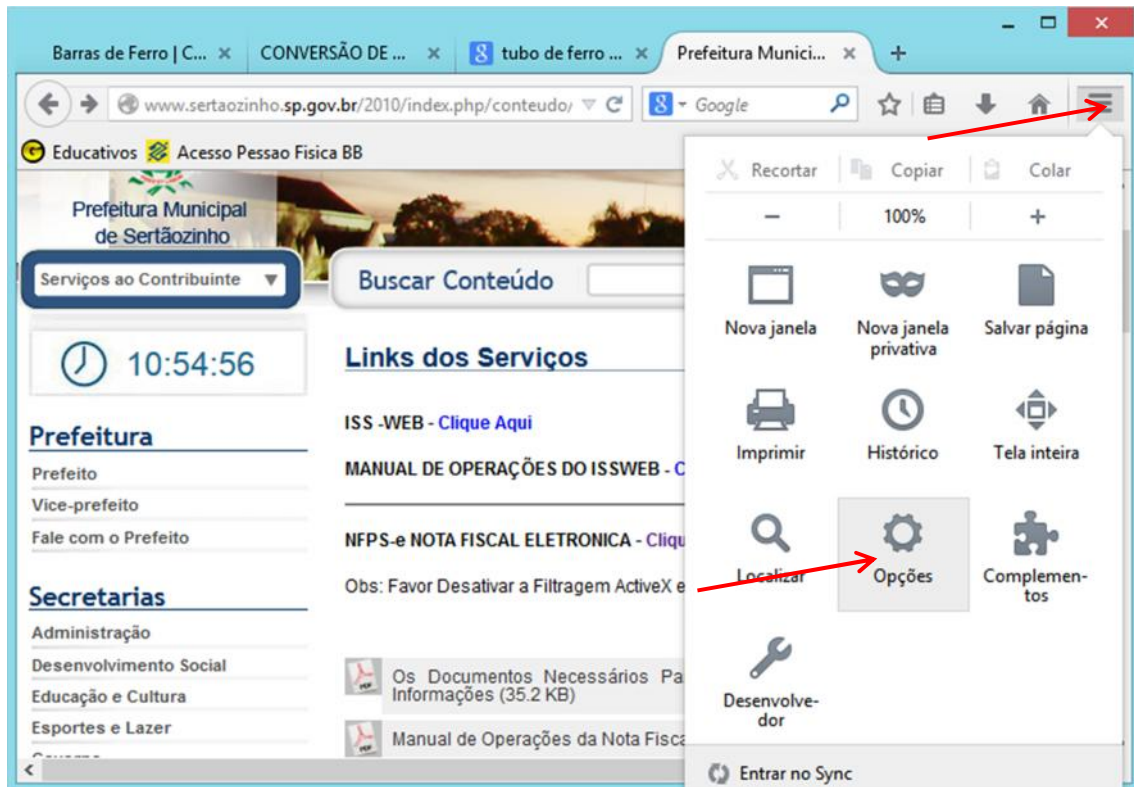 Barras de Ferro | C...
CONVERSÃO DE ...
tubo de ferro ...
Prefeitura Munici...
www.sertaozinho.sp.gov.br/2010/index.php/conteudo/
Google
Educativos
Acesso Pessao Fisica BB
Prefeitura Municipal
de Sertãozinho
Serviços ao Contribuinte
Buscar Conteúdo
10:54:56
Prefeitura
Prefeito
Vice-prefeito
Fale com o Prefeito
Secretarias
Administração
Desenvolvimento Social
Educação e Cultura
Esportes e Lazer
Links dos Serviços
ISS -WEB - Clique Aqui
MANUAL DE OPERAÇÕES DO ISSWEB - C
NFPS-e NOTA FISCAL ELETRONICA - Cliqu
Obs: Favor Desativar a Filtragem ActiveX e
Os Documentos Necessários Pa
Informações (35.2 KB)
Manual de Operações da Nota Fisca
Recortar
Copiar
Colar
− 100% +
Nova janela
Nova janela
privativa
Salvar página
Imprimir
Histórico
Tela inteira
Localizar
Opções
Complemen-
tos
Desenvolve-
dor
Entrar no Sync